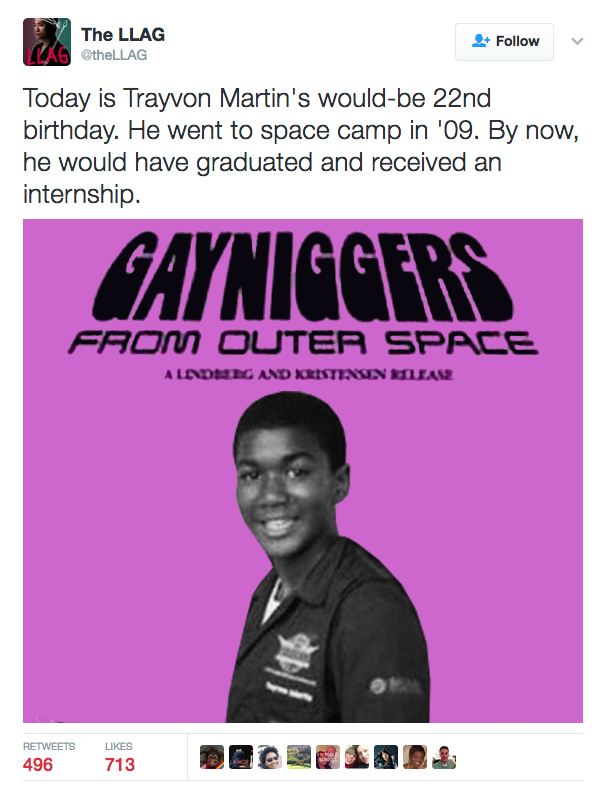 The LLAG
@theLLAG
Follow
LLAG
Today is Trayvon Martin's would-be 22nd
birthday. He went to space camp in '09. By now,
he would have graduated and received an
internship.
GAYNIGGERS
FROM OUTER SPACE
A LINDBERG AND KRISTENSEN RELEASE
RETWEETS
LIKES
496
713